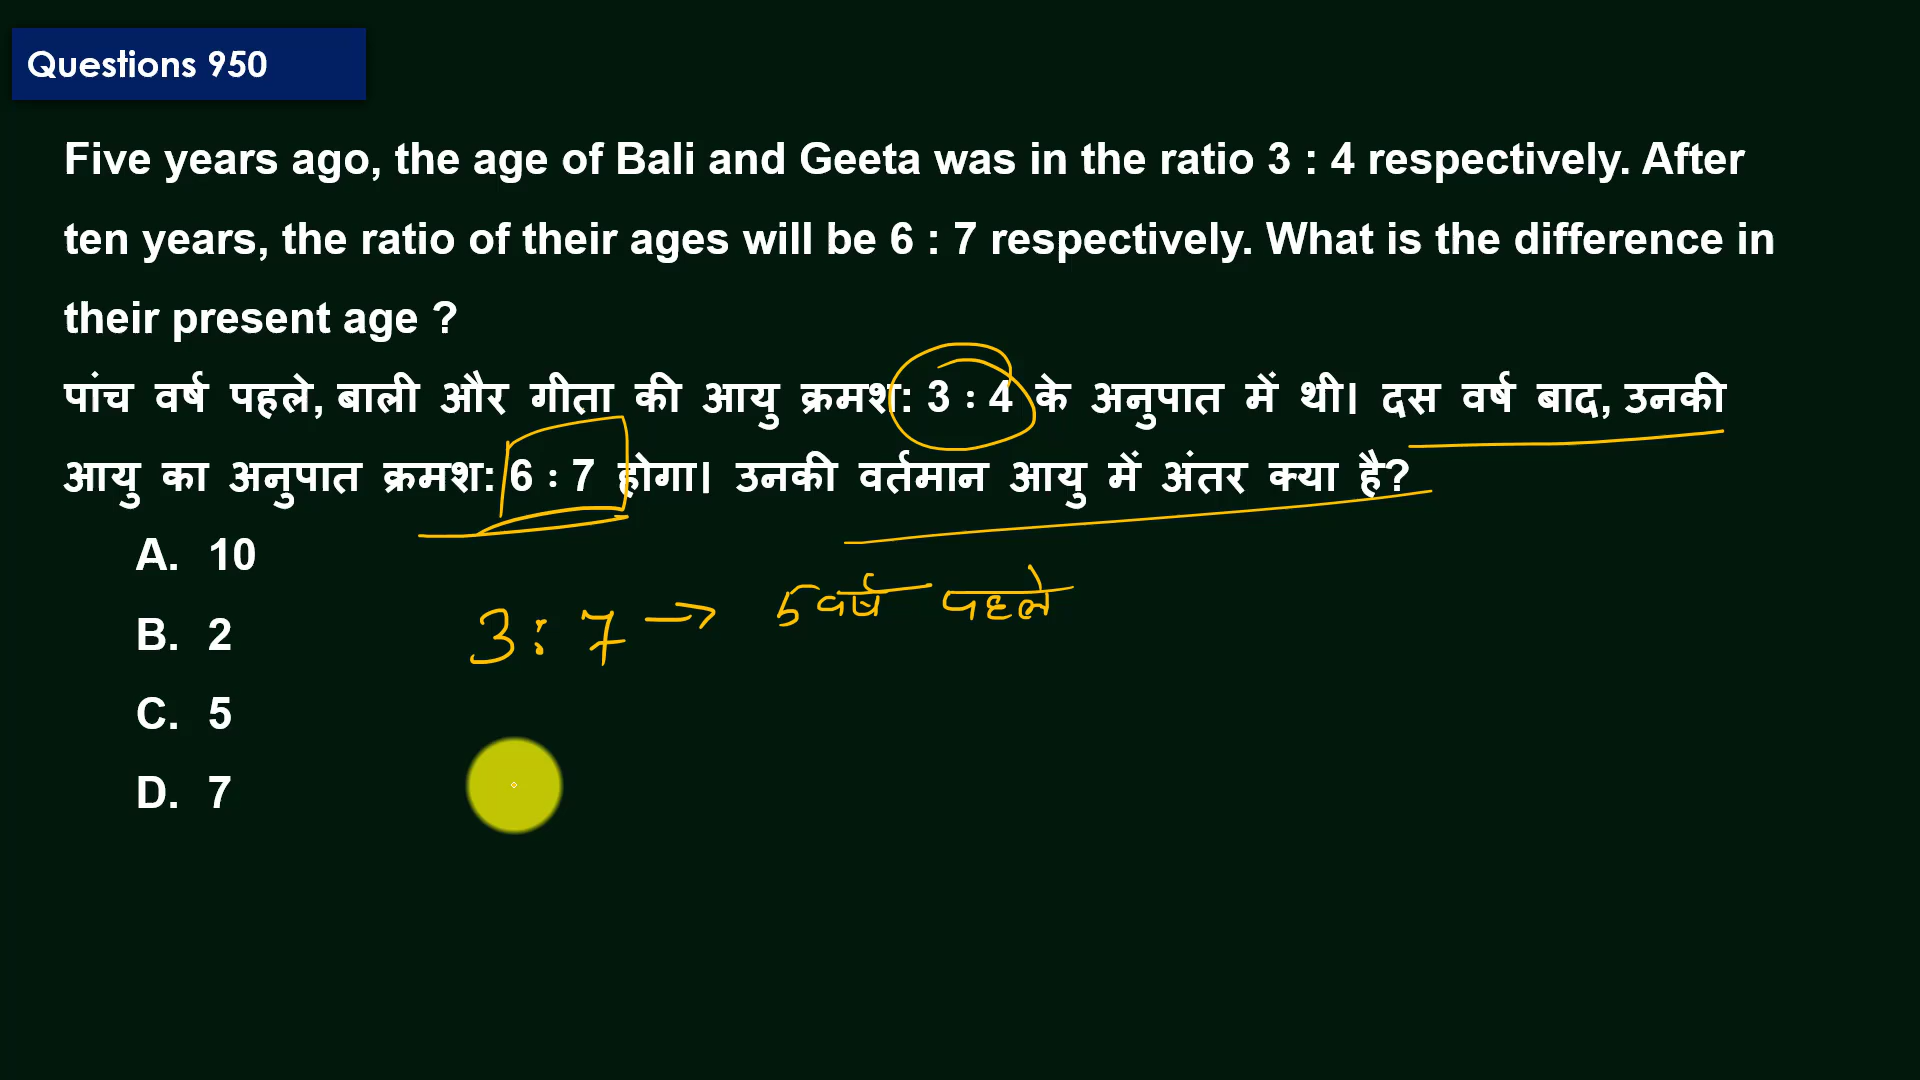 Questions 950
Five years ago, the age of Bali and Geeta was in the ratio 3 : 4 respectively. After
ten years, the ratio of their ages will be 6 : 7 respectively. What is the difference in
their present age ?
पांच वर्ष पहले, बाली और गीता की आयु क्रमश: 3 : 4 के अनुपात में थी। दस वर्ष बाद, उनकी
आयु का अनुपात क्रमश: 6 : 7 होगा। उनकी वर्तमान आयु में अंतर क्या है?
A. 10
B. 2
C. 5
D. 7
3 : 7 → 5 वर्ष पहले